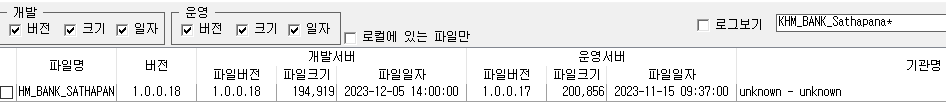 개발 운영
버전 크기 일자 버전 크기 일자 로컬에 있는 파일만 로그보기 KHM_BANK_Sathapana*
개발서버 운영서버
파일명 버전 파일버전 파일크기 파일일자 파일버전 파일크기 파일일자 기관명
HM_BANK_SATHAPAN 1.0.0.18 1.0.0.18 194,919 2023-12-05 14:00:00 1.0.0.17 200,856 2023-11-15 09:37:00 unknown - unknown